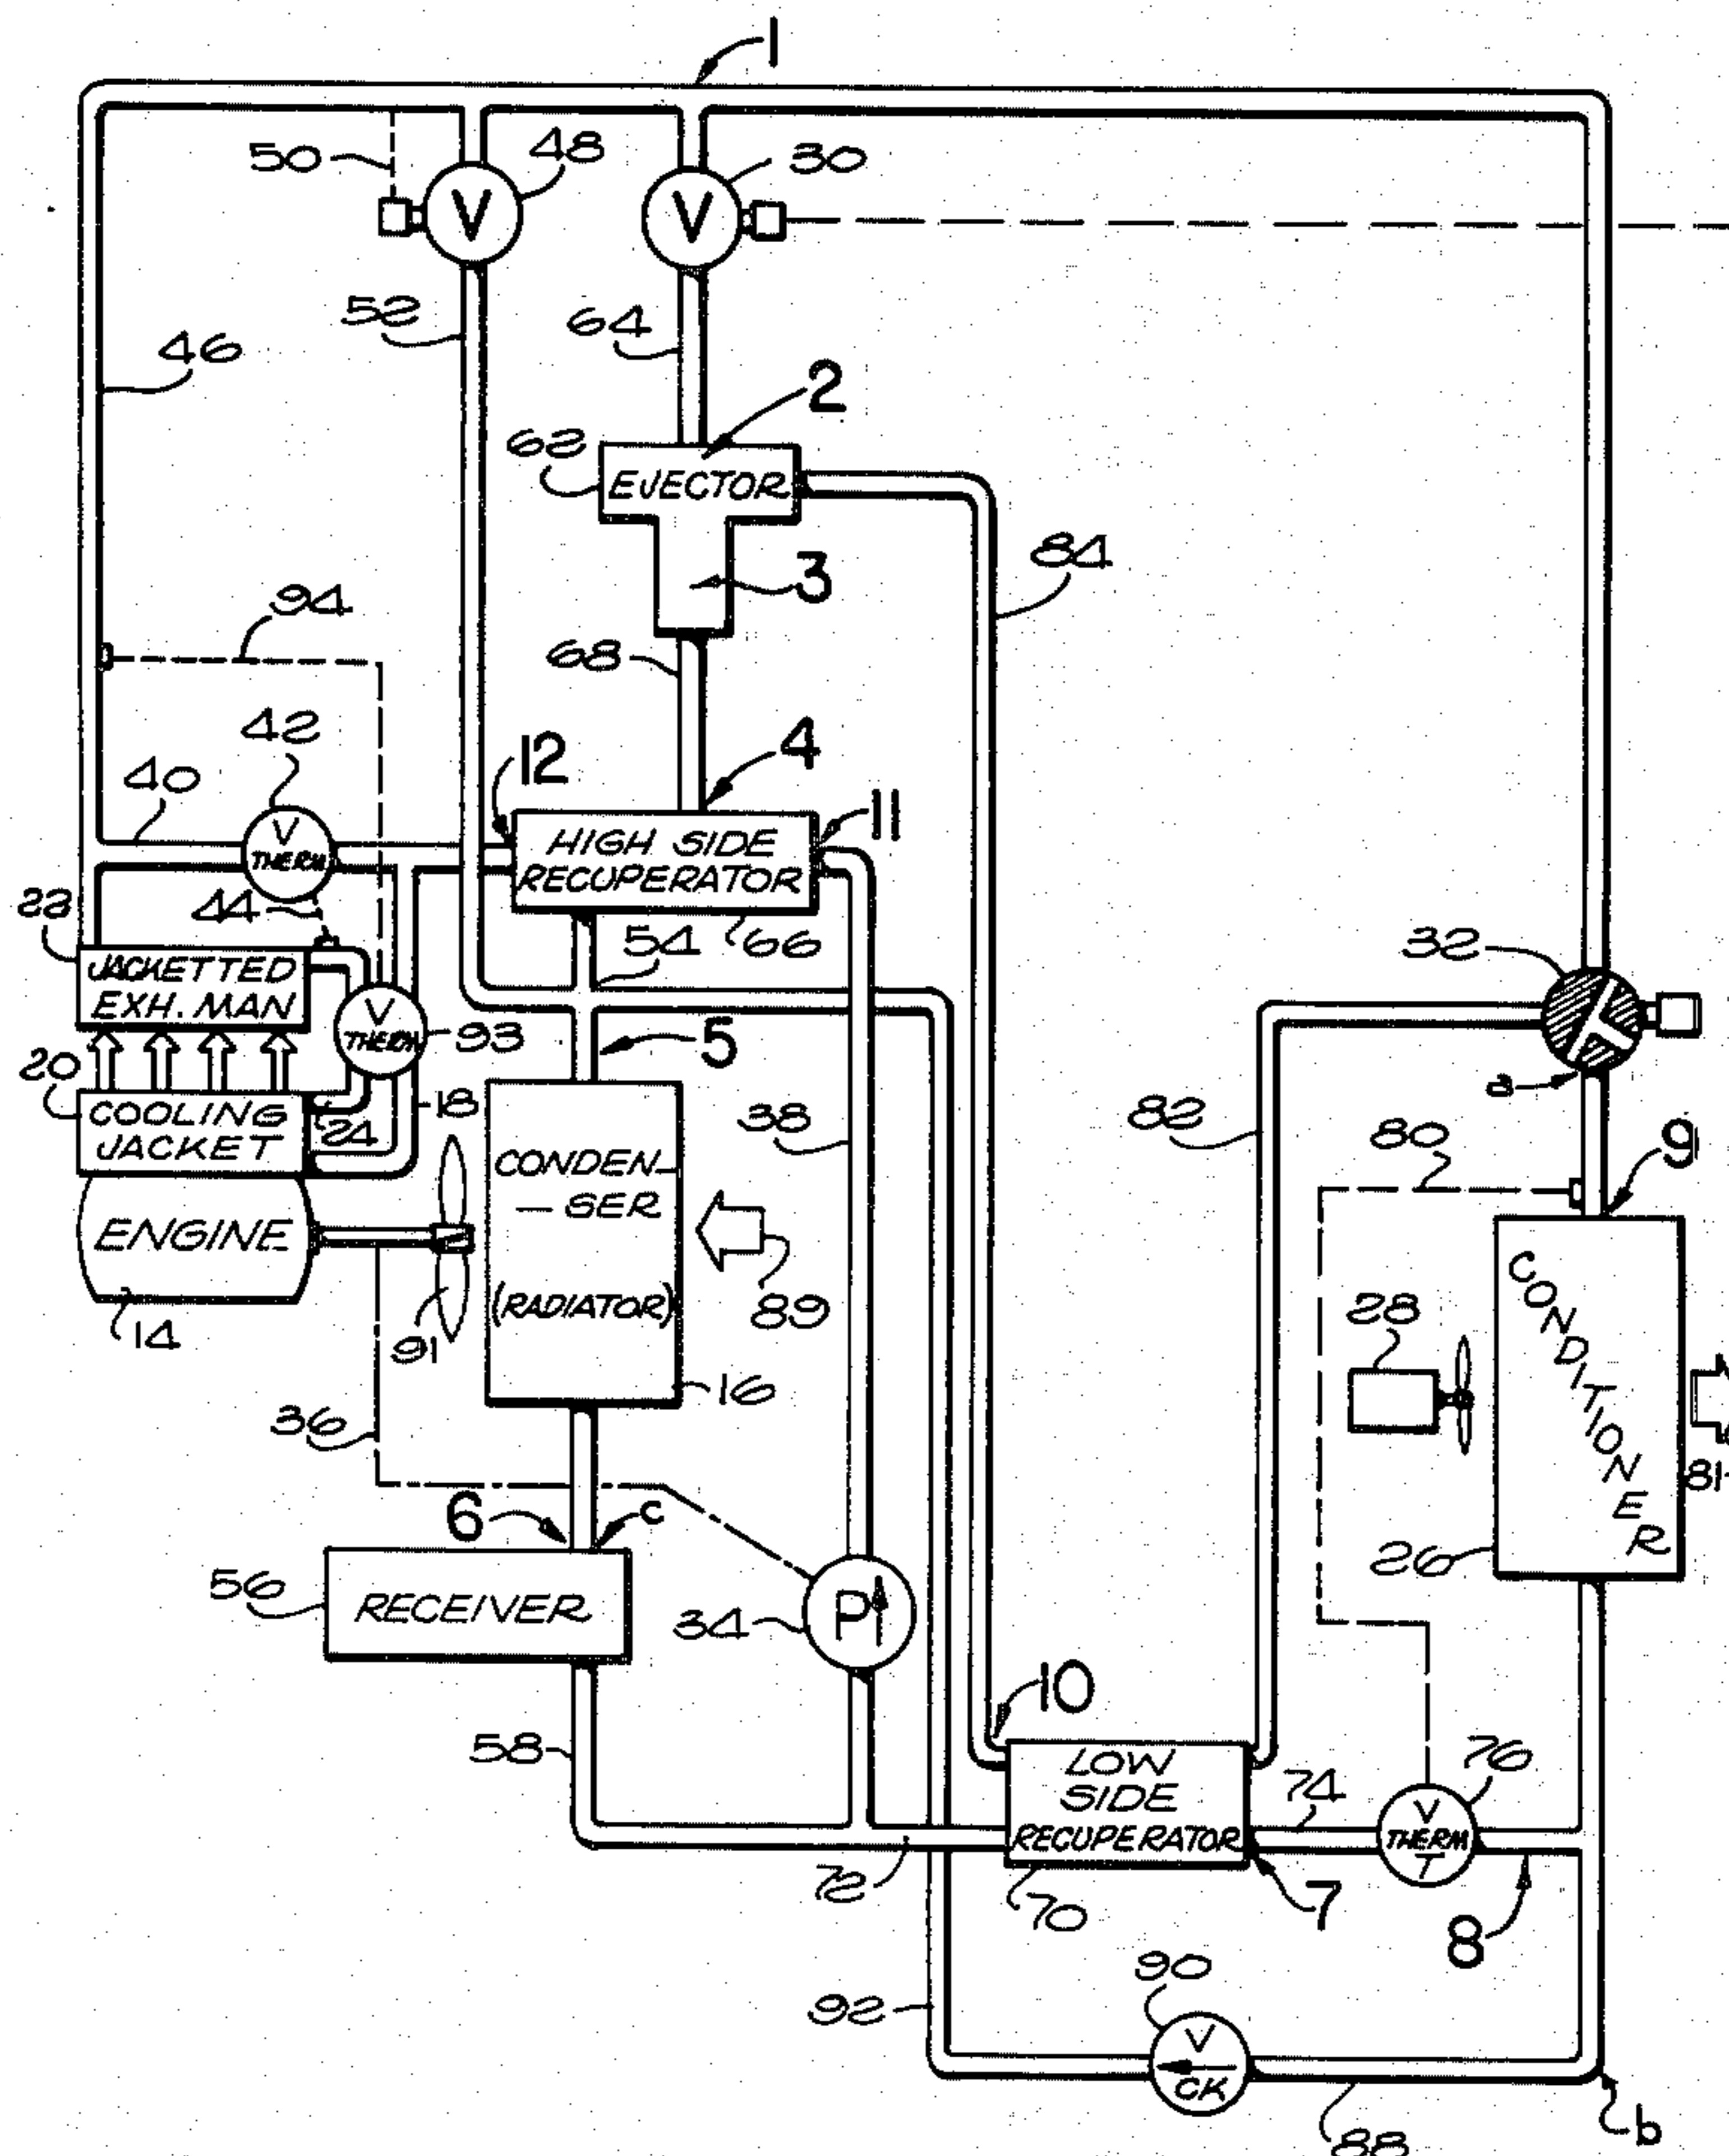 1
50
48
30
V
V
52
64
46
2
62
EJECTOR
3
84
94
68
42
4
12
40
11
V
THERM
HIGH SIDE
RECUPERATOR
22
44
54
66
32
JACKETTED
EXH. MAN
V
THERM
93
5
20
a
COOLING
JACKET
24
18
38
82
80
9
CONDEN-
- SER
ENGINE
(RADIATOR)
89
28
CONDITIONER
14
91
16
36
81
6
c
26
56
RECEIVER
34
P
10
58
LOW
SIDE
RECUPERATOR
74
76
V
THERM
T
72
70
7
8
90
92
V
CK
88
b